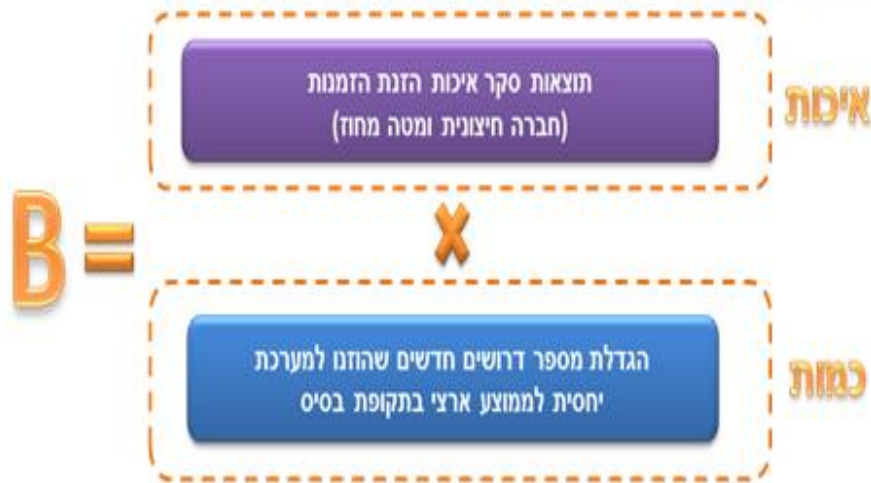 תוצאות סקר איכות הזנת הזמנות
(חברה חיצונית ומטה מחוז)
איכות
B =
X
הגדלת מספר דרושים חדשים שהוזנו למערכת
יחסית לממוצע ארצי בתקופת בסיס
כמות